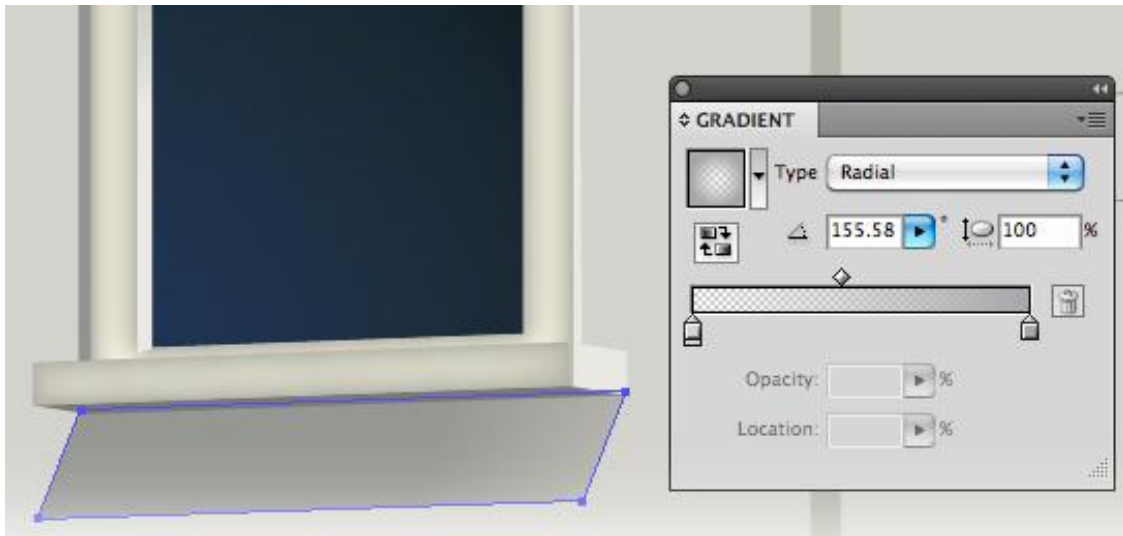 GRADIENT
Type Radial
155.58 ° 100 %
Opacity: %
Location: %